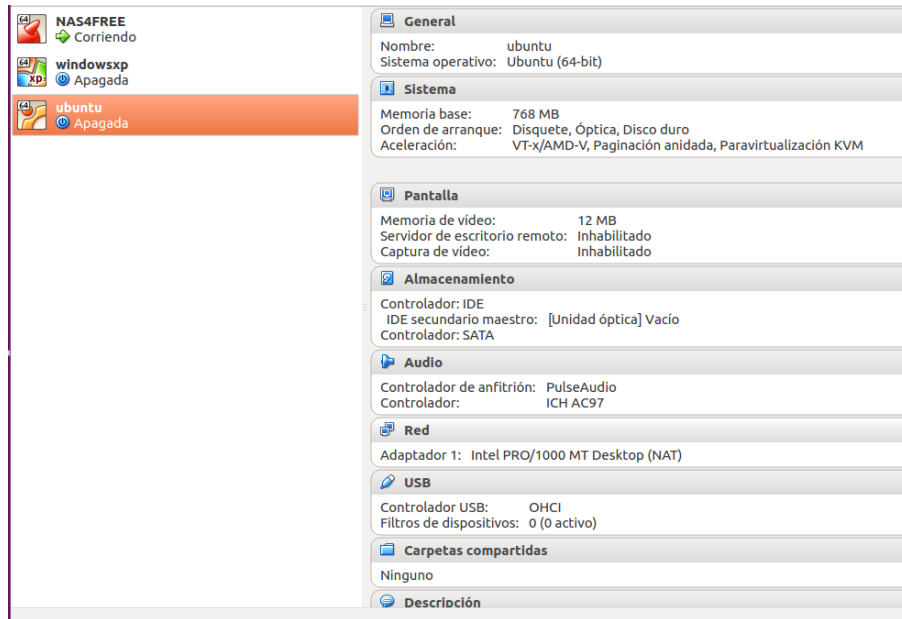 64 NAS4FREE
Corriendo
64 windowsxp
XP Apagada
64 ubuntu
Apagada
General
Nombre: ubuntu
Sistema operativo: Ubuntu (64-bit)
Sistema
Memoria base: 768 MB
Orden de arranque: Disquete, Óptica, Disco duro
Aceleración: VT-x/AMD-V, Paginación anidada, Paravirtualización KVM
Pantalla
Memoria de vídeo: 12 MB
Servidor de escritorio remoto: Inhabilitado
Captura de vídeo: Inhabilitado
Almacenamiento
Controlador: IDE
IDE secundario maestro: [Unidad óptica] Vacío
Controlador: SATA
Audio
Controlador de anfitrión: PulseAudio
Controlador: ICH AC97
Red
Adaptador 1: Intel PRO/1000 MT Desktop (NAT)
USB
Controlador USB: OHCI
Filtros de dispositivos: 0 (0 activo)
Carpetas compartidas
Ninguno
Descripción